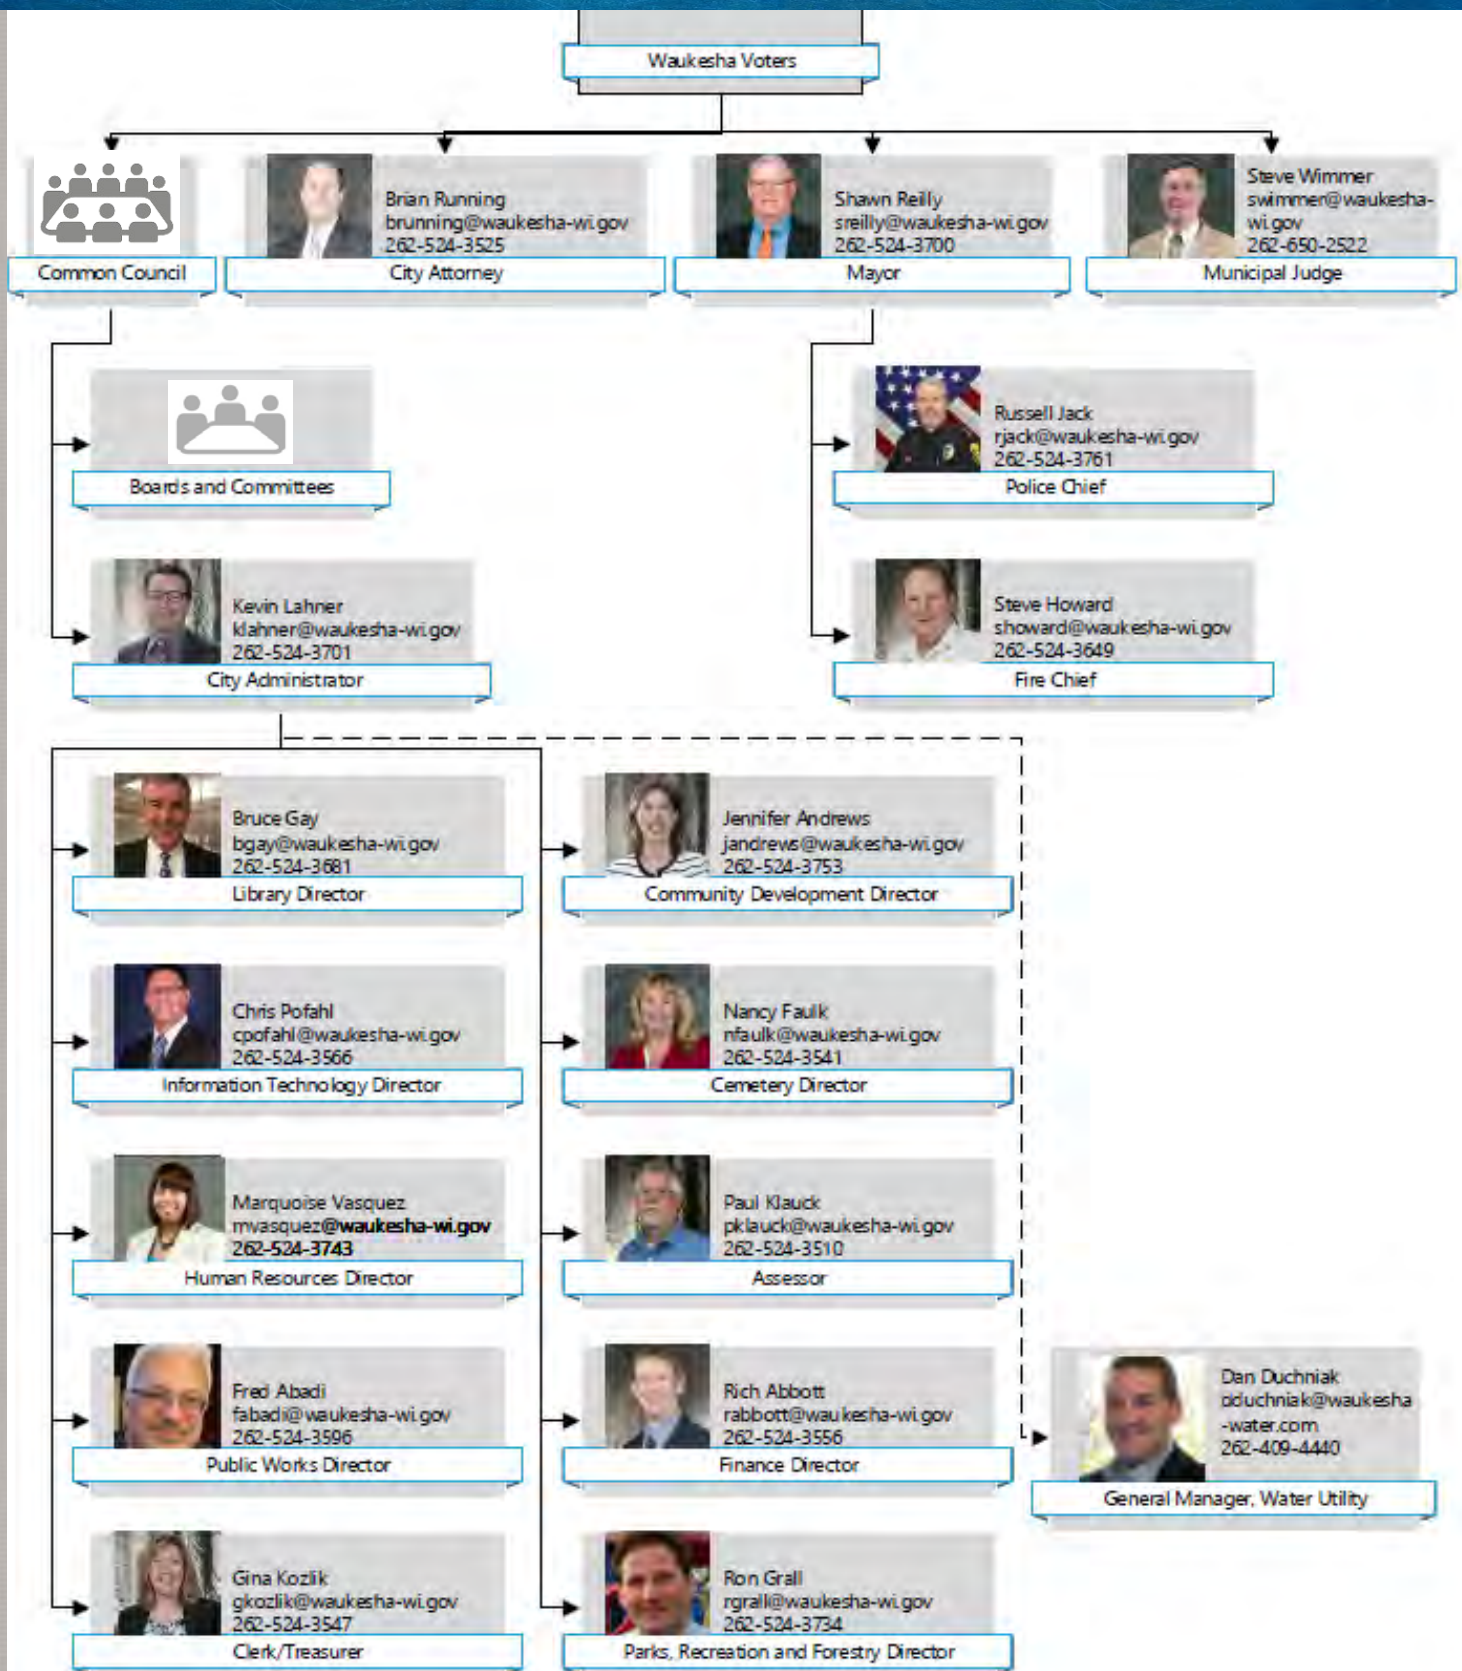 Waukesha Voters
Common Council
Brian Running
brunning@waukesha-wi.gov
262-524-3525
City Attorney
Shawn Reilly
sreilly@waukesha-wi.gov
262-524-3700
Mayor
Steve Wimmer
swimmer@waukesha-
wi.gov
262-650-2522
Municipal Judge
Boards and Committees
Russell Jack
rjack@waukesha-wi.gov
262-524-3761
Police Chief
Kevin Lahner
klahner@waukesha-wi.gov
262-524-3701
City Administrator
Steve Howard
showard@waukesha-wi.gov
262-524-3649
Fire Chief
Bruce Gay
bgay@waukesha-wi.gov
262-524-3681
Library Director
Jennifer Andrews
jandrews@waukesha-wi.gov
262-524-3753
Community Development Director
Chris Pofahl
cpofahl@waukesha-wi.gov
262-524-3566
Information Technology Director
Nancy Faulk
nfaulk@waukesha-wi.gov
262-524-3541
Cemetery Director
Marquoise Vasquez
mvasquez@waukesha-wi.gov
262-524-3743
Human Resources Director
Paul Klauck
pklauck@waukesha-wi.gov
262-524-3510
Assessor
Fred Abadi
fabadi@waukesha-wi.gov
262-524-3596
Public Works Director
Rich Abbott
rabbott@waukesha-wi.gov
262-524-3556
Finance Director
Dan Duchniak
dduchniak@waukesha
-water.com
262-409-4440
General Manager, Water Utility
Gina Kozlik
gkozlik@waukesha-wi.gov
262-524-3547
Clerk/Treasurer
Ron Grall
rgrall@waukesha-wi.gov
262-524-3734
Parks, Recreation and Forestry Director